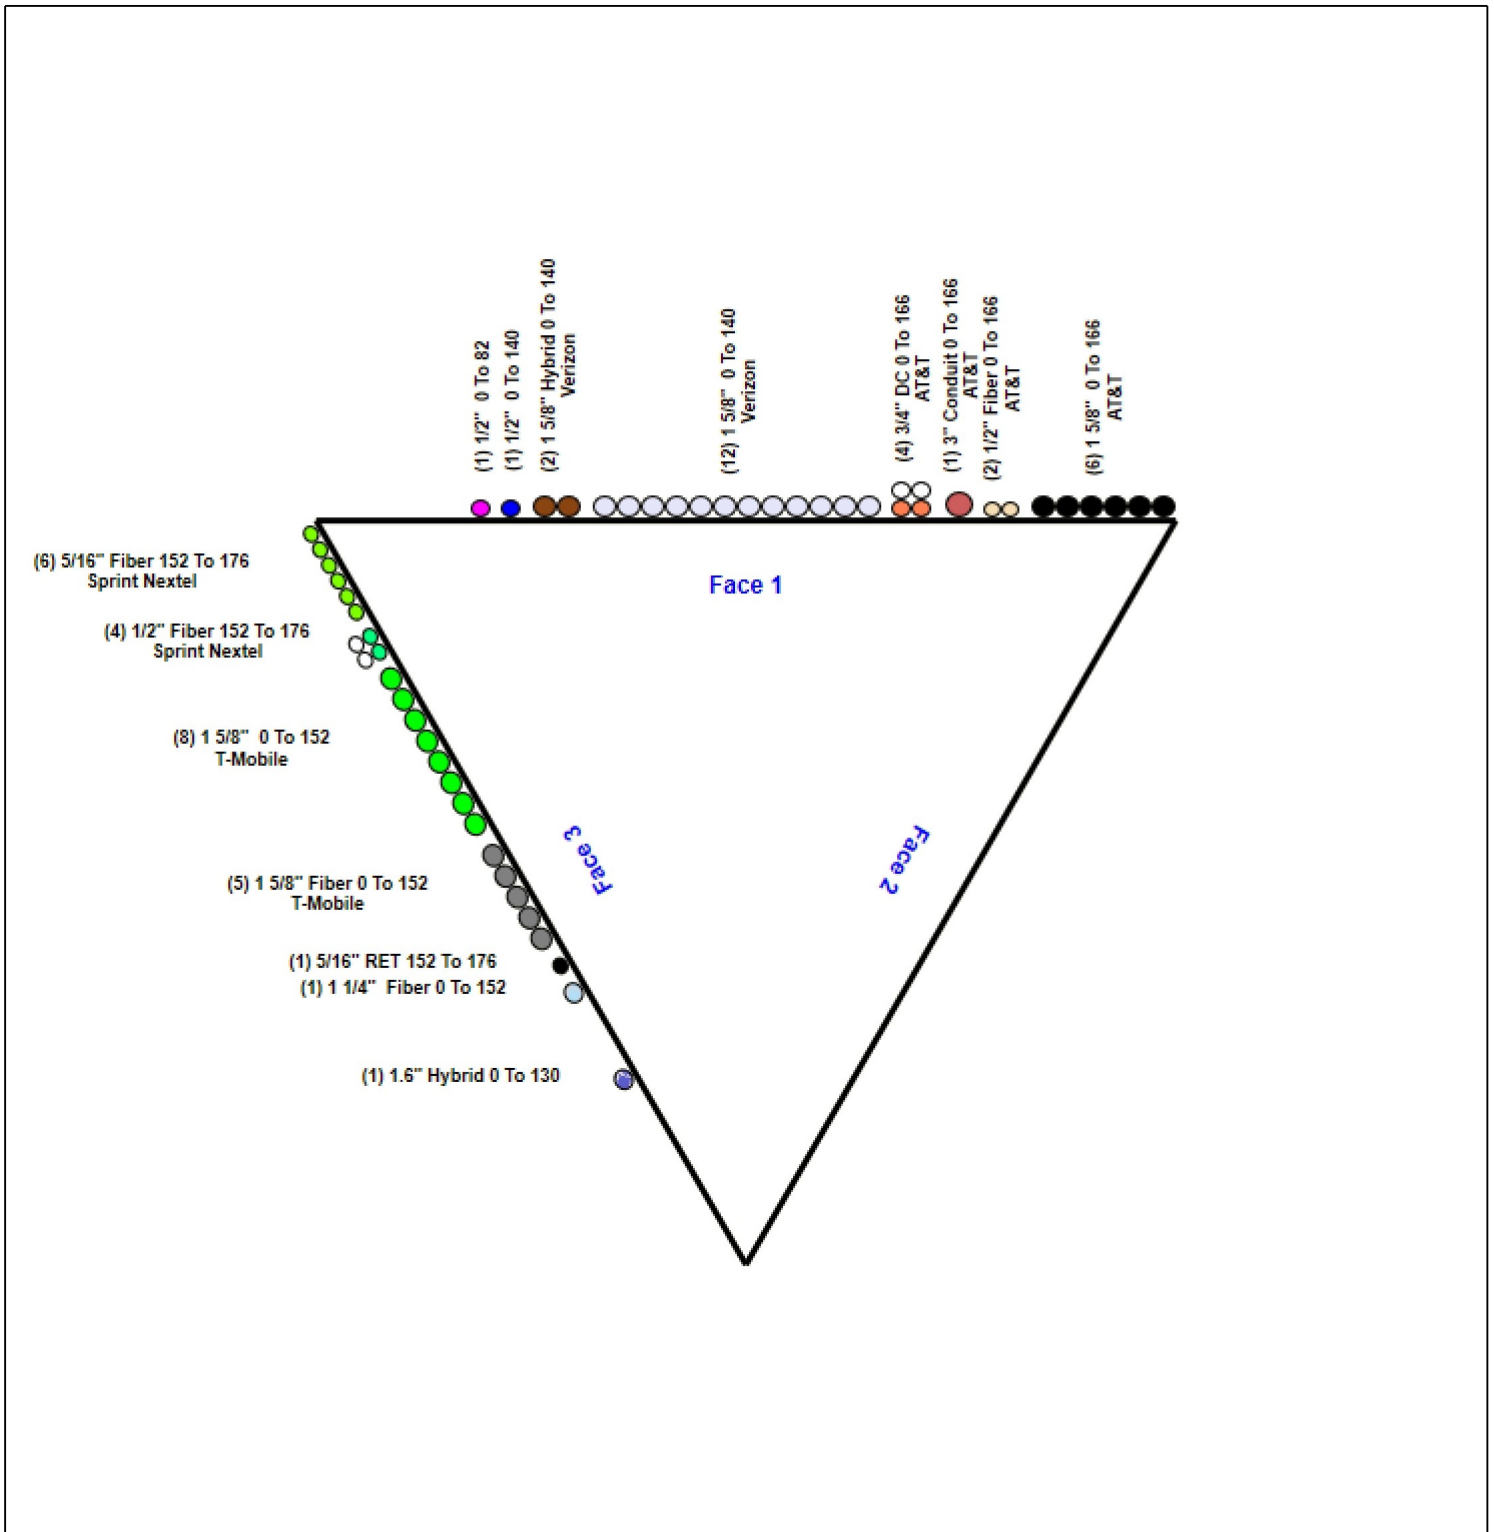 (1) 1/2" 0 To 82
(1) 1/2" 0 To 140
(2) 1 5/8" Hybrid 0 To 140
Verizon
(12) 1 5/8" 0 To 140
Verizon
(4) 3/4" DC 0 To 166
AT&T
(1) 3" Conduit 0 To 166
AT&T
(2) 1/2" Fiber 0 To 166
AT&T
(6) 1 5/8" 0 To 166
AT&T
Face 1
(6) 5/16" Fiber 152 To 176
Sprint Nextel
(4) 1/2" Fiber 152 To 176
Sprint Nextel
(8) 1 5/8" 0 To 152
T-Mobile
Face 3
Face 2
(5) 1 5/8" Fiber 0 To 152
T-Mobile
(1) 5/16" RET 152 To 176
(1) 1 1/4" Fiber 0 To 152
(1) 1.6" Hybrid 0 To 130